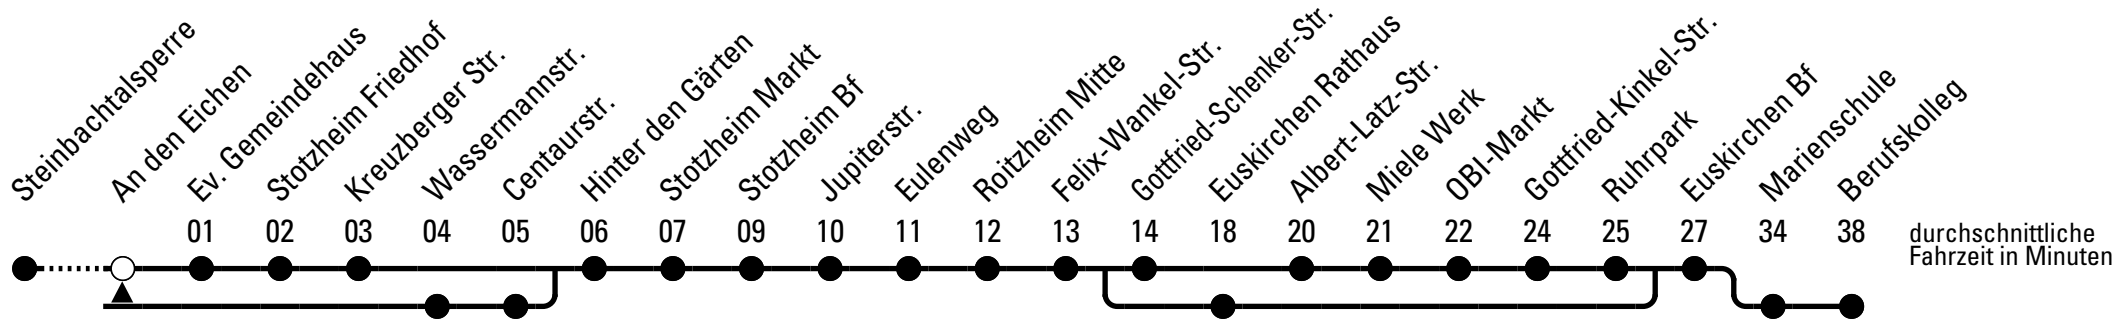 Steinbachtalsperre
An den Eichen
Ev. Gemeindehaus
Stotzheim Friedhof
Kreuzberger Str.
Wassermannstr.
Centaurstr.
Hinter den Gärten
Stotzheim Markt
Stotzheim Bf
Jupiterstr.
Eulenweg
Roitzheim Mitte
Felix-Wankel-Str.
Gottfried-Schenker-Str.
Euskirchen Rathaus
Albert-Latz-Str.
Miele Werk
OBI-Markt
Gottfried-Kinkel-Str.
Ruhrpark
Euskirchen Bf
Marienschule
Berufskolleg
01 02 03 04 05 06 07 09 10 11 12 13 14 18 20 21 22 24 25 27 34 38
durchschnittliche
Fahrzeit in Minuten